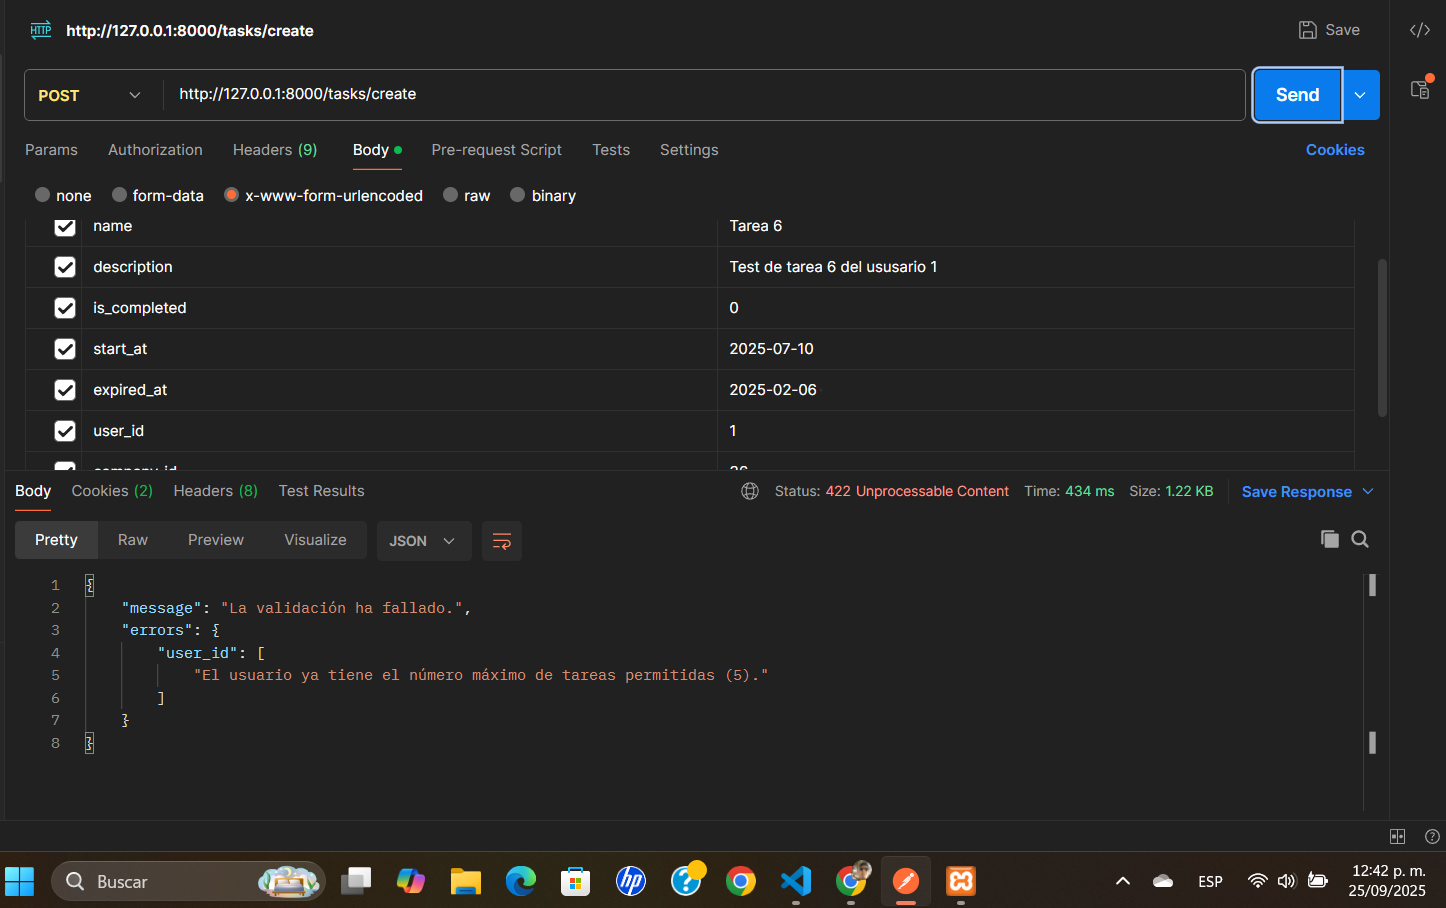 HTTP http://127.0.0.1:8000/tasks/create Save
POST http://127.0.0.1:8000/tasks/create Send
Params Authorization Headers (9) Body Pre-request Script Tests Settings Cookies
none form-data x-www-form-urlencoded raw binary
name Tarea 6
description Test de tarea 6 del ususario 1
is_completed 0
start_at 2025-07-10
expired_at 2025-02-06
user_id 1
company_id 26
Body Cookies (2) Headers (8) Test Results Status: 422 Unprocessable Content Time: 434 ms Size: 1.22 KB Save Response
Pretty Raw Preview Visualize JSON
1 {
2 "message": "La validación ha fallado.",
3 "errors": {
4 "user_id": [
5 "El usuario ya tiene el número máximo de tareas permitidas (5)."
6 ]
7 }
8 }
Buscar hp ESP 12:42 p. m.
25/09/2025